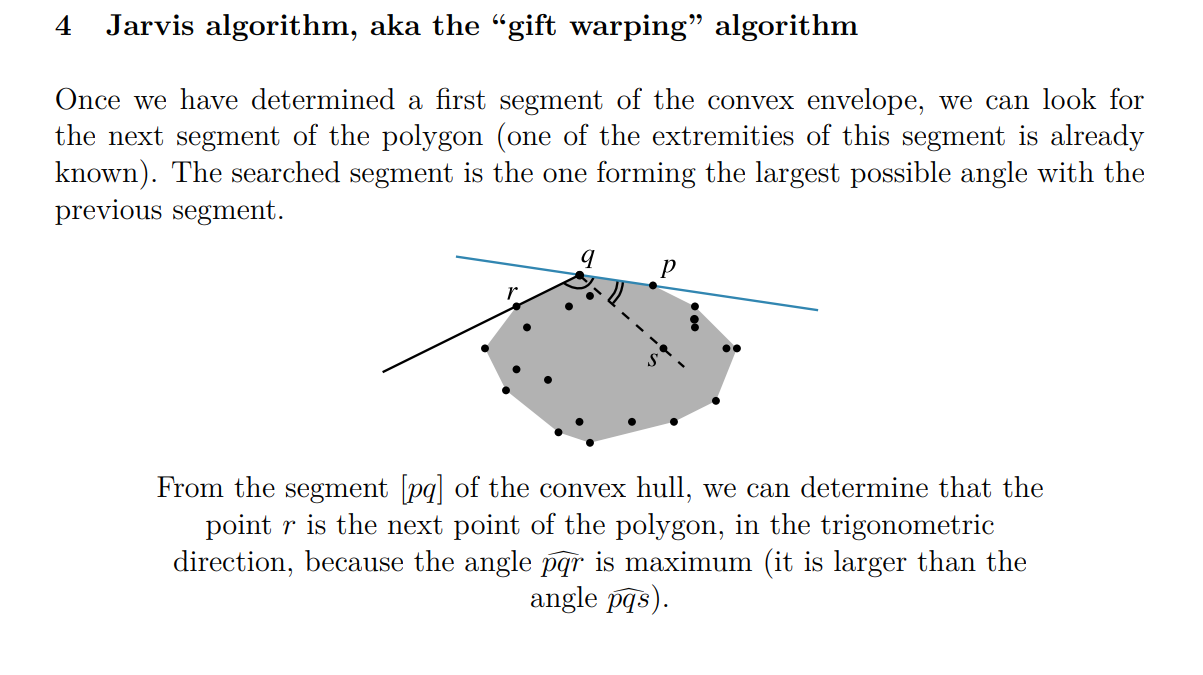 4 Jarvis algorithm, aka the “gift warping” algorithm
Once we have determined a first segment of the convex envelope, we can look for
the next segment of the polygon (one of the extremities of this segment is already
known). The searched segment is the one forming the largest possible angle with the
previous segment.
q
p
r
s
From the segment [pq] of the convex hull, we can determine that the
point r is the next point of the polygon, in the trigonometric
direction, because the angle p͡qr is maximum (it is larger than the
angle p͡qs).